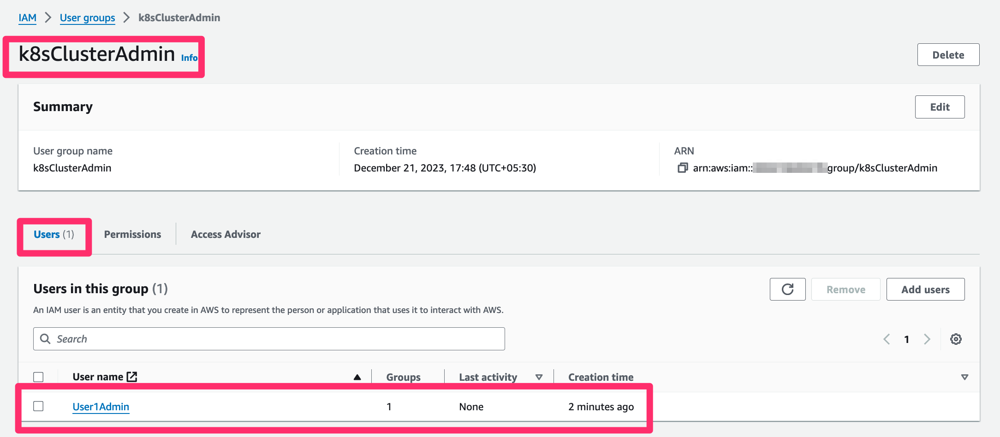 IAM > User groups > k8sClusterAdmin
k8sClusterAdmin Info
Delete
Summary
Edit
User group name
k8sClusterAdmin
Creation time
December 21, 2023, 17:48 (UTC+05:30)
ARN
arn:aws:iam:: group/k8sClusterAdmin
Users (1) Permissions Access Advisor
Users in this group (1)
Remove Add users
An IAM user is an entity that you create in AWS to represent the person or application that uses it to interact with AWS.
Search
1
User name Groups Last activity Creation time
User1Admin 1 None 2 minutes ago